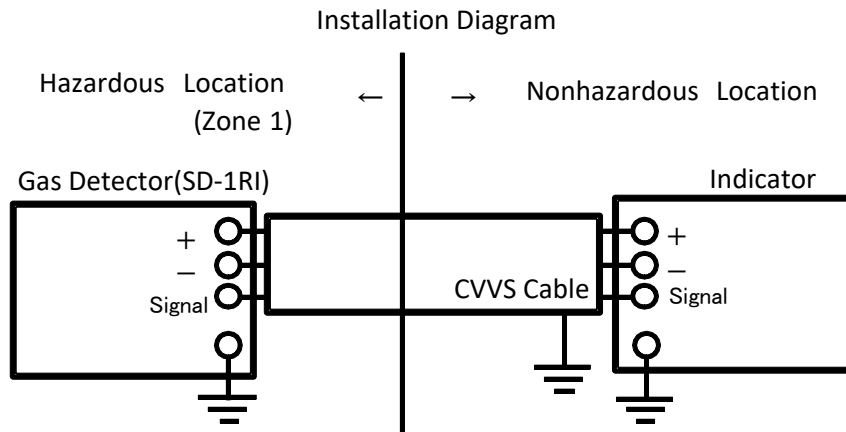 Installation Diagram
Hazardous Location
(Zone 1)
← →
Nonhazardous Location
Gas Detector(SD-1RI)
Indicator
+
−
Signal
CVVS Cable
+
−
Signal